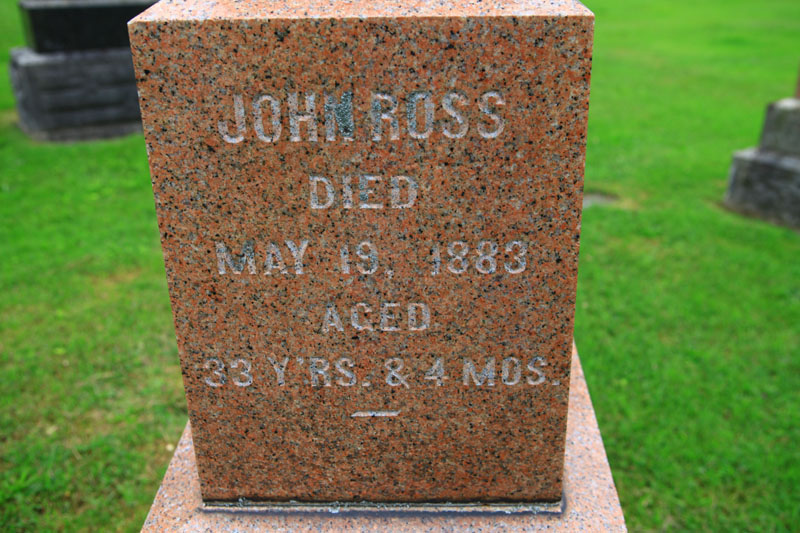 JOHN ROSS
DIED
MAY 19, 1883
AGED
33 Y'RS. & 4 MOS.